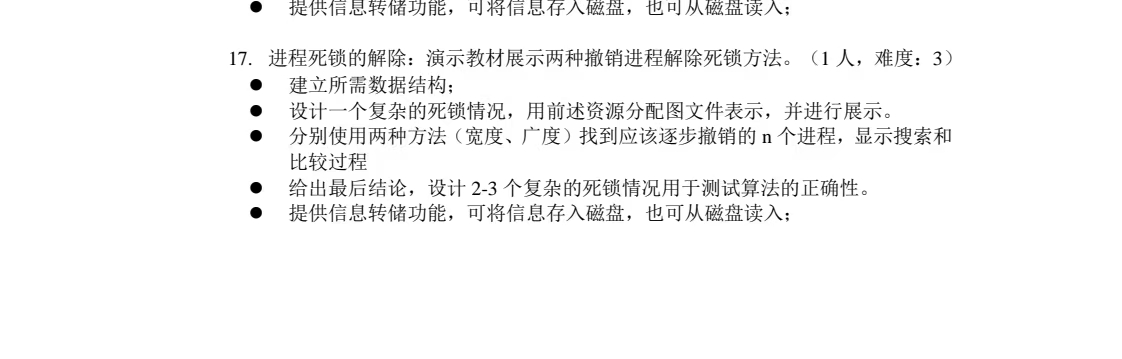 ● 提供信息转储功能，可将信息存入磁盘，也可从磁盘读入；
17. 进程死锁的解除：演示教材展示两种撤销进程解除死锁方法。（1 人，难度：3）
● 建立所需数据结构；
● 设计一个复杂的死锁情况，用前述资源分配图文件表示，并进行展示。
● 分别使用两种方法（宽度、广度）找到应该逐步撤销的 n 个进程，显示搜索和
比较过程
● 给出最后结论，设计 2-3 个复杂的死锁情况用于测试算法的正确性。
● 提供信息转储功能，可将信息存入磁盘，也可从磁盘读入；